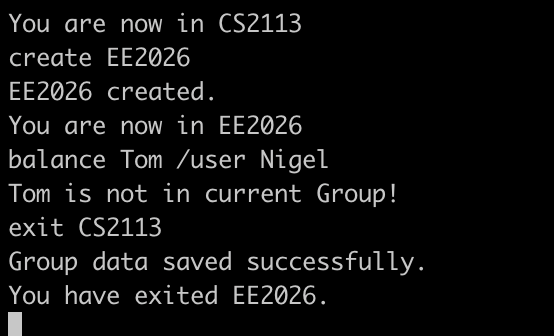 You are now in CS2113
create EE2026
EE2026 created.
You are now in EE2026
balance Tom /user Nigel
Tom is not in current Group!
exit CS2113
Group data saved successfully.
You have exited EE2026.